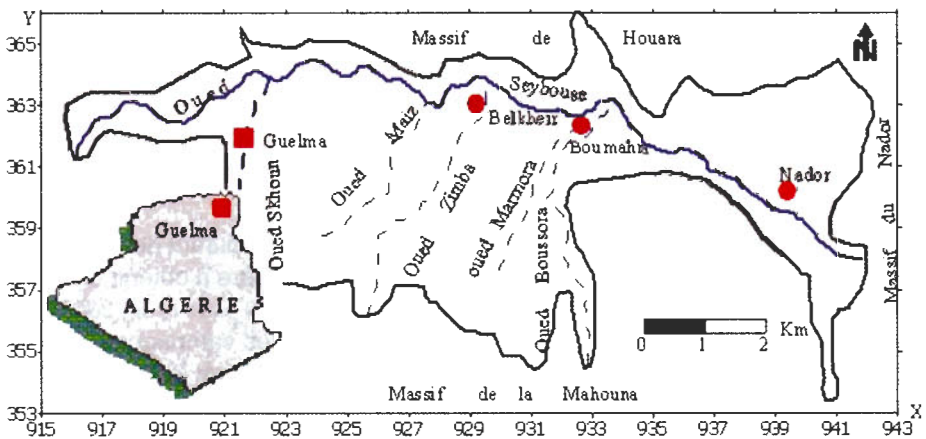 Y
365
363
361
359
357
355
353
Massif de Houara
N
Oued Seybouse
Maiz
Belkheir
Guelma
Boumahra
Nador
Nador
Oued Skhoun
Oued
Zimba
Mamora
Boussora
Guelma
Oued
oued
Massif du
ALGERIE
Oued
Km
0 1 2
Massif de la Mahouna
X
915 917 919 921 923 925 927 929 931 933 935 937 939 941 943